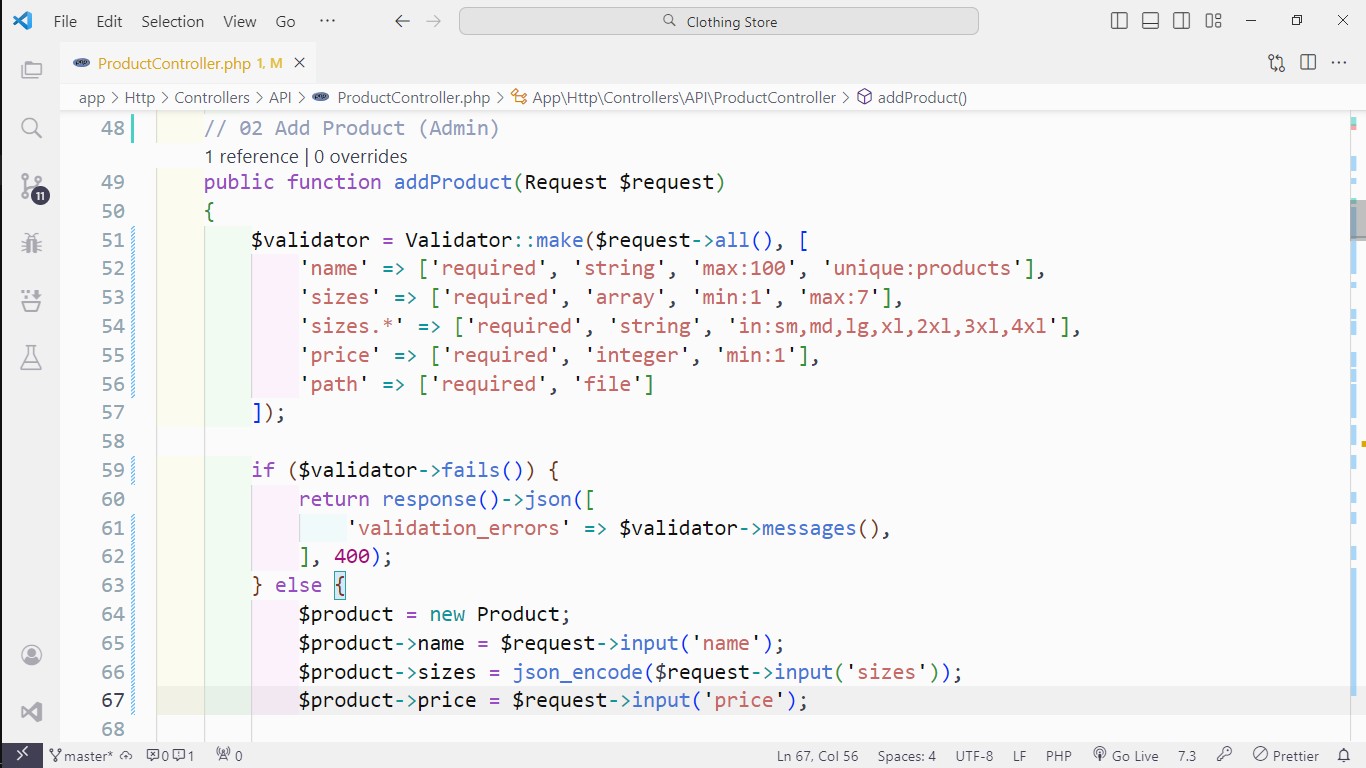 File Edit Selection View Go ··· Clothing Store
ProductController.php 1, M
app > Http > Controllers > API > ProductController.php > App\Http\Controllers\API\ProductController > addProduct()
48 // 02 Add Product (Admin)
1 reference | 0 overrides
49 public function addProduct(Request $request)
50 {
51 $validator = Validator::make($request->all(), [
52 'name' => ['required', 'string', 'max:100', 'unique:products'],
53 'sizes' => ['required', 'array', 'min:1', 'max:7'],
54 'sizes.*' => ['required', 'string', 'in:sm,md,lg,xl,2xl,3xl,4xl'],
55 'price' => ['required', 'integer', 'min:1'],
56 'path' => ['required', 'file']
57 ]);
58
59 if ($validator->fails()) {
60 return response()->json([
61 'validation_errors' => $validator->messages(),
62 ], 400);
63 } else {
64 $product = new Product;
65 $product->name = $request->input('name');
66 $product->sizes = json_encode($request->input('sizes'));
67 $product->price = $request->input('price');
68
11
master* 0 1 0 Ln 67, Col 56 Spaces: 4 UTF-8 LF PHP Go Live 7.3 Prettier